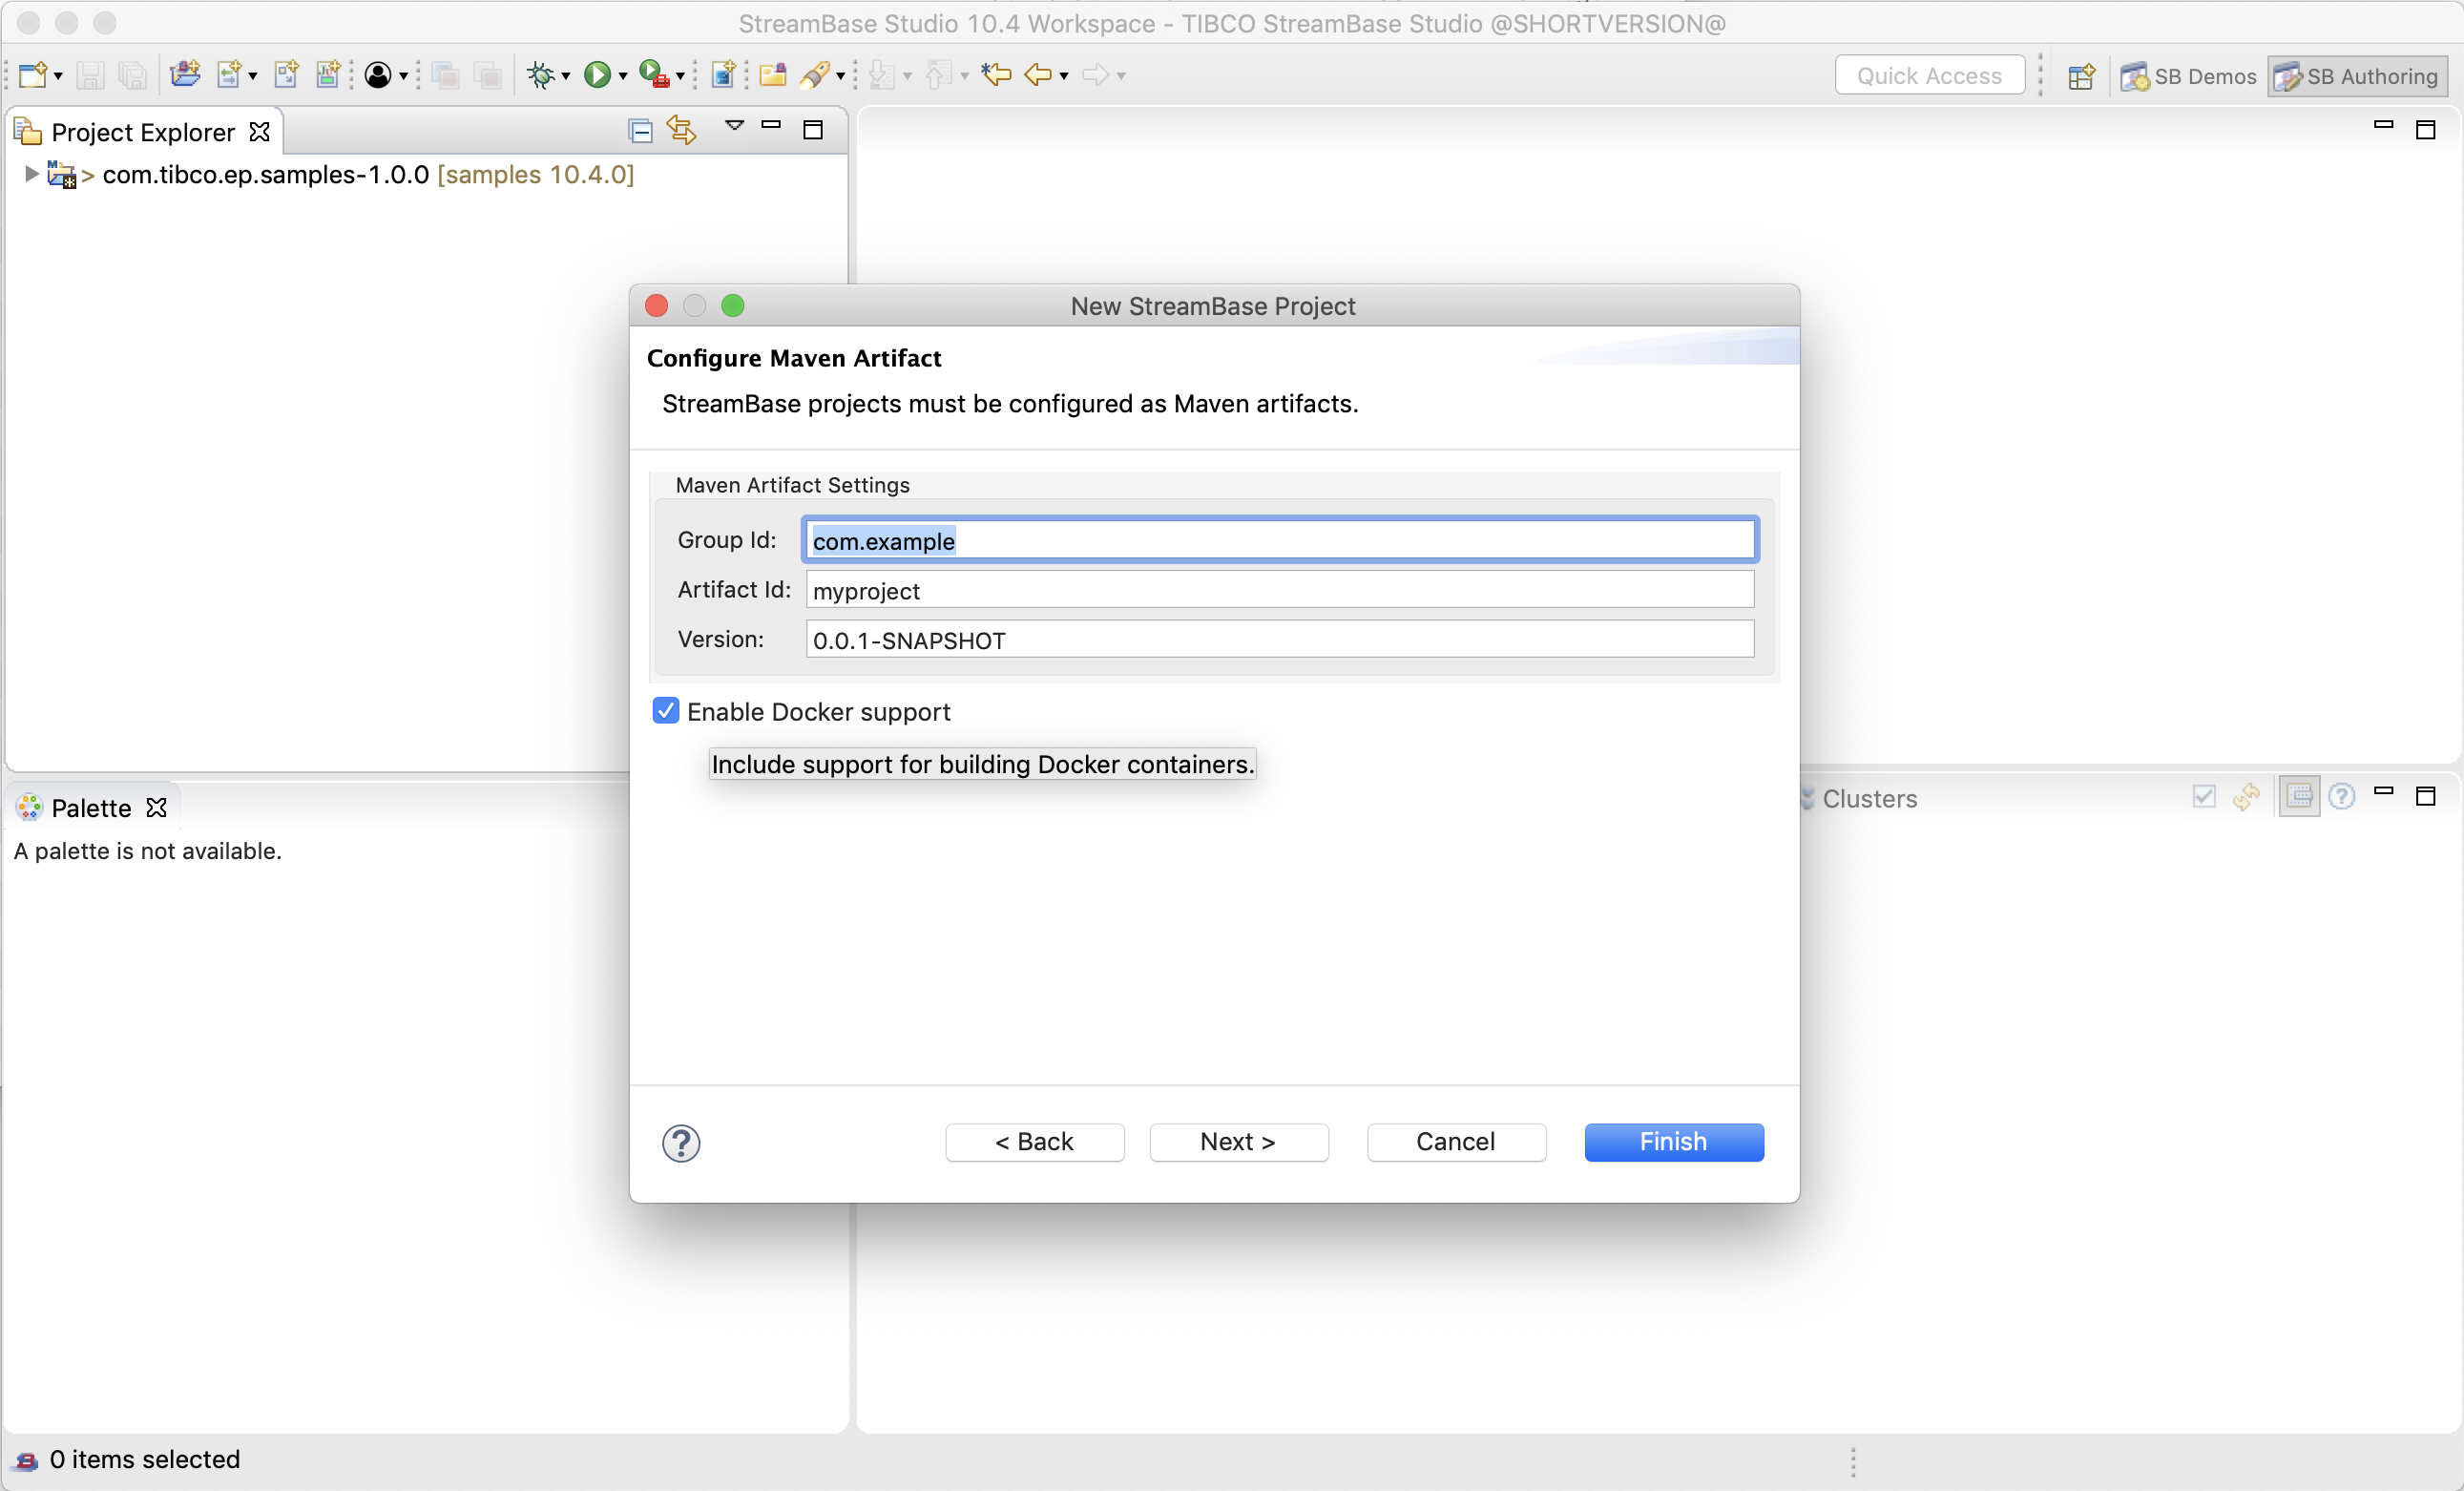 StreamBase Studio 10.4 Workspace - TIBCO StreamBase Studio @SHORTVERSION@
Quick Access
SB Demos
SB Authoring
Project Explorer
> com.tibco.ep.samples-1.0.0 [samples 10.4.0]
New StreamBase Project
Configure Maven Artifact
StreamBase projects must be configured as Maven artifacts.
Maven Artifact Settings
Group Id: com.example
Artifact Id: myproject
Version: 0.0.1-SNAPSHOT
Enable Docker support
Include support for building Docker containers.
Palette
Clusters
A palette is not available.
< Back
Next >
Cancel
Finish
0 items selected